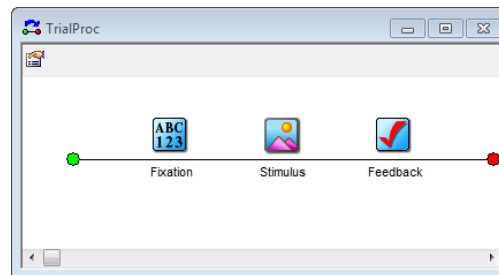 TrialProc
ABC
123
Fixation
Stimulus
Feedback